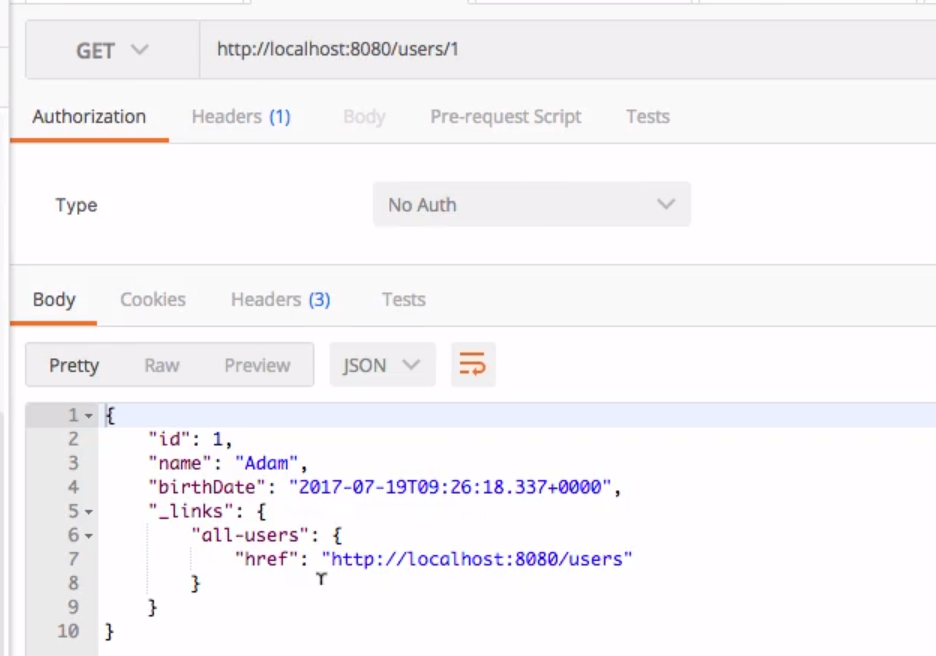 GET http://localhost:8080/users/1
Authorization Headers (1) Body Pre-request Script Tests
Type No Auth
Body Cookies Headers (3) Tests
Pretty Raw Preview JSON
1 {
2 "id": 1,
3 "name": "Adam",
4 "birthDate": "2017-07-19T09:26:18.337+0000",
5 "_links": {
6 "all-users": {
7 "href": "http://localhost:8080/users"
8 }
9 }
10 }